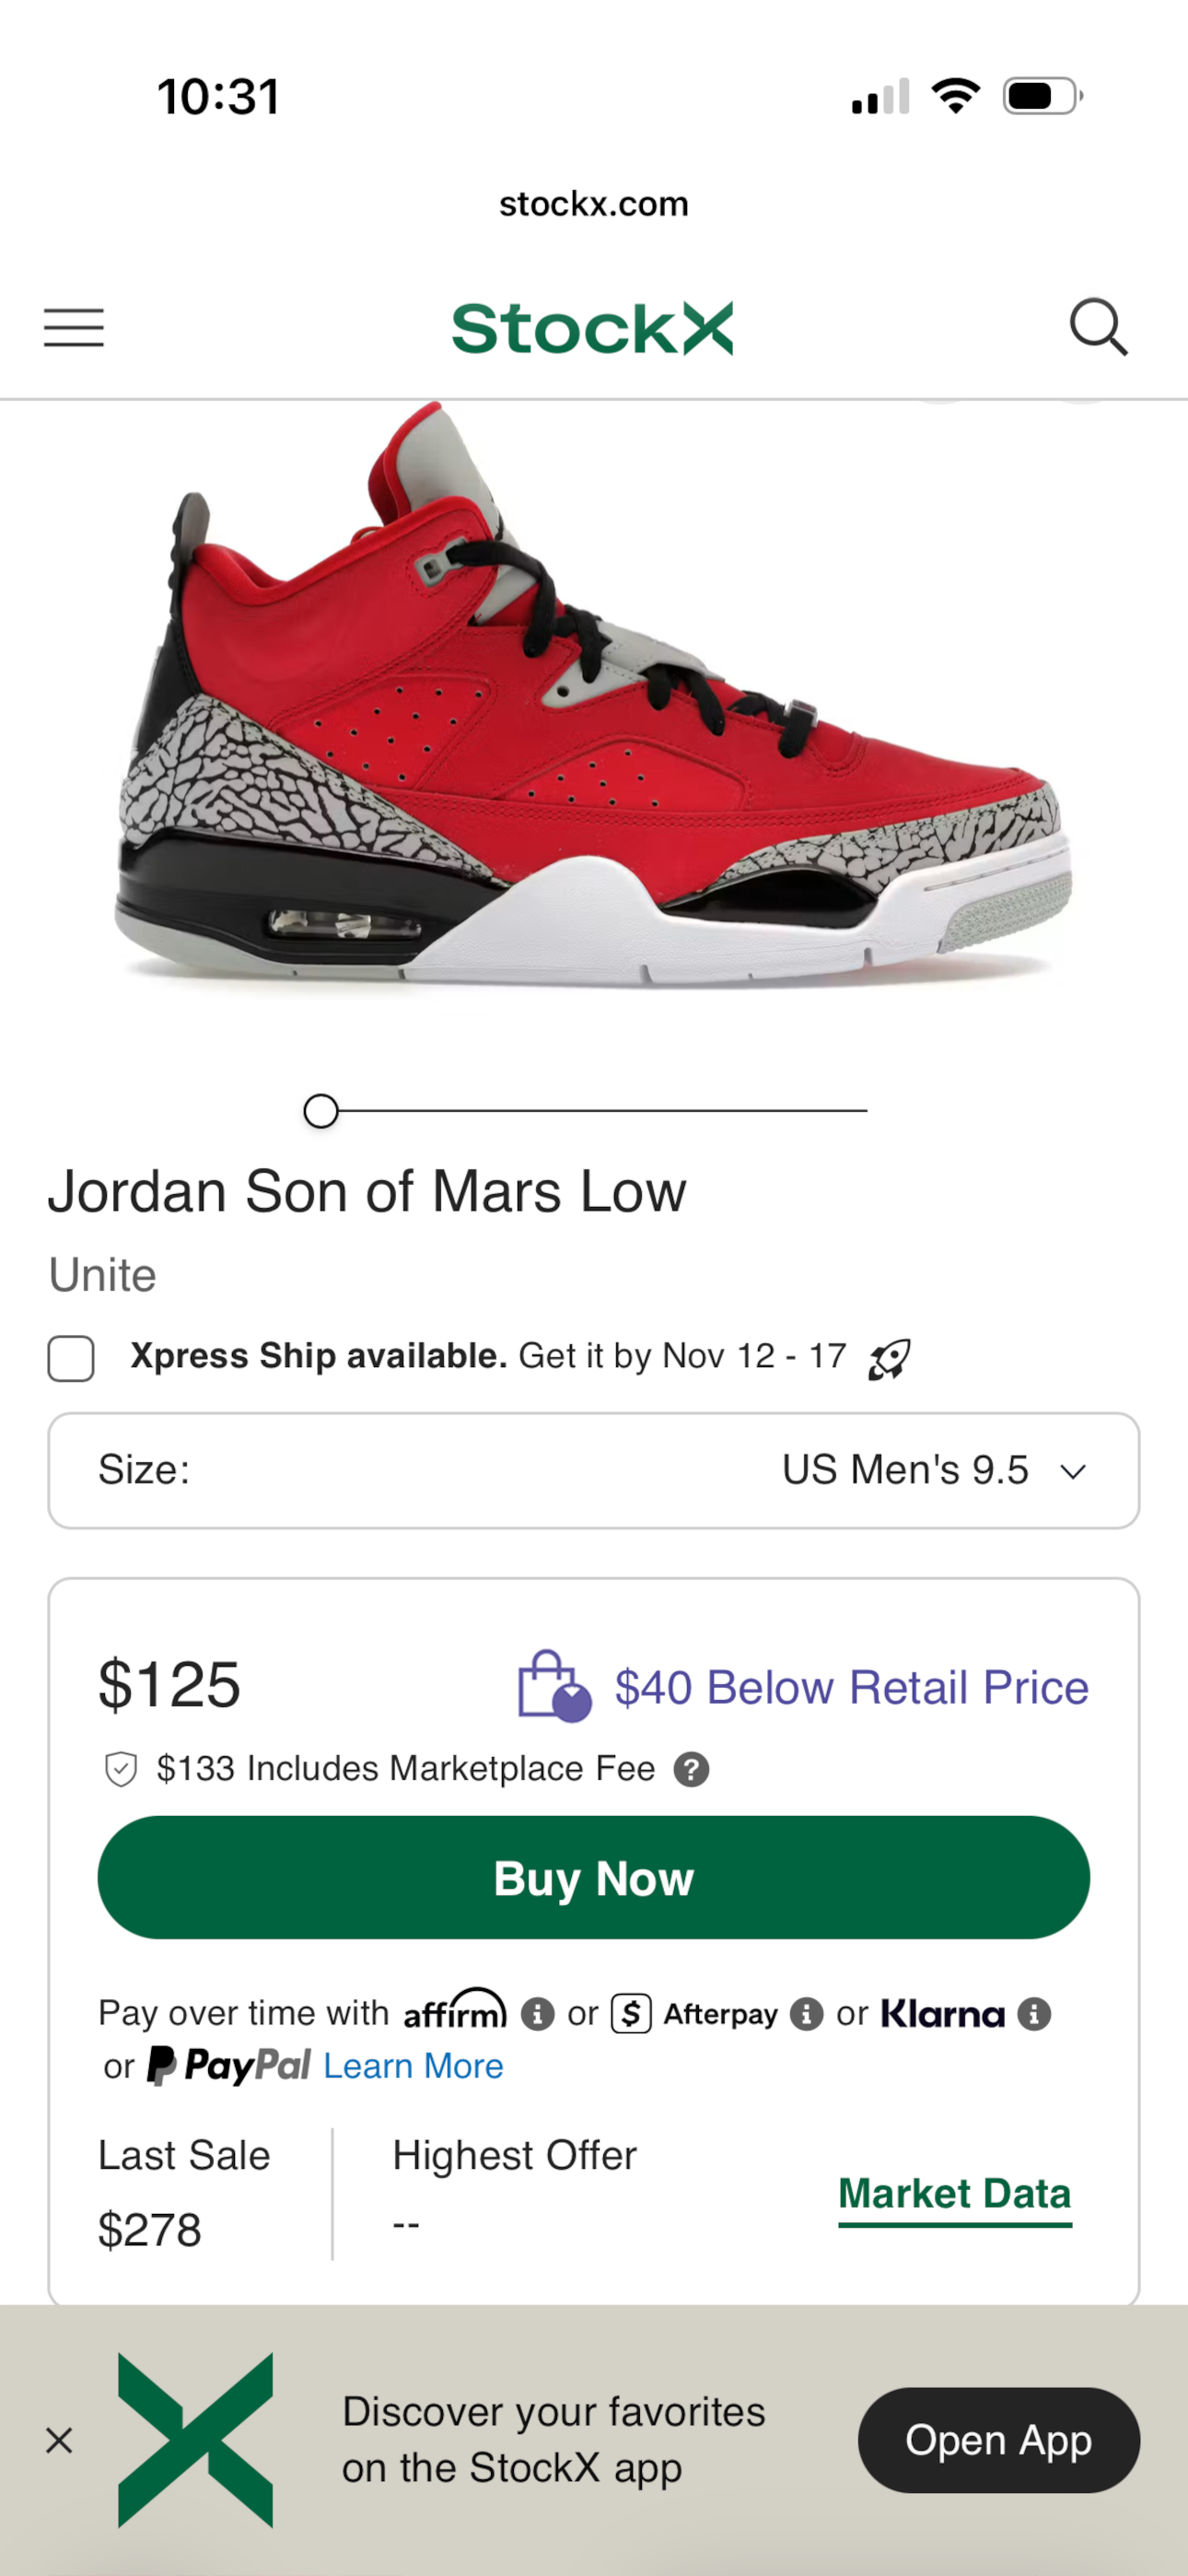 10:31
stockx.com
StockX
Jordan Son of Mars Low
Unite
Xpress Ship available. Get it by Nov 12 - 17
Size: US Men's 9.5
$125 $40 Below Retail Price
$133 Includes Marketplace Fee ?
Buy Now
Pay over time with affirm i or $ Afterpay i or Klarna i
or PayPal Learn More
Last Sale Highest Offer
Market Data
$278 --
Discover your favorites
on the StockX app
Open App